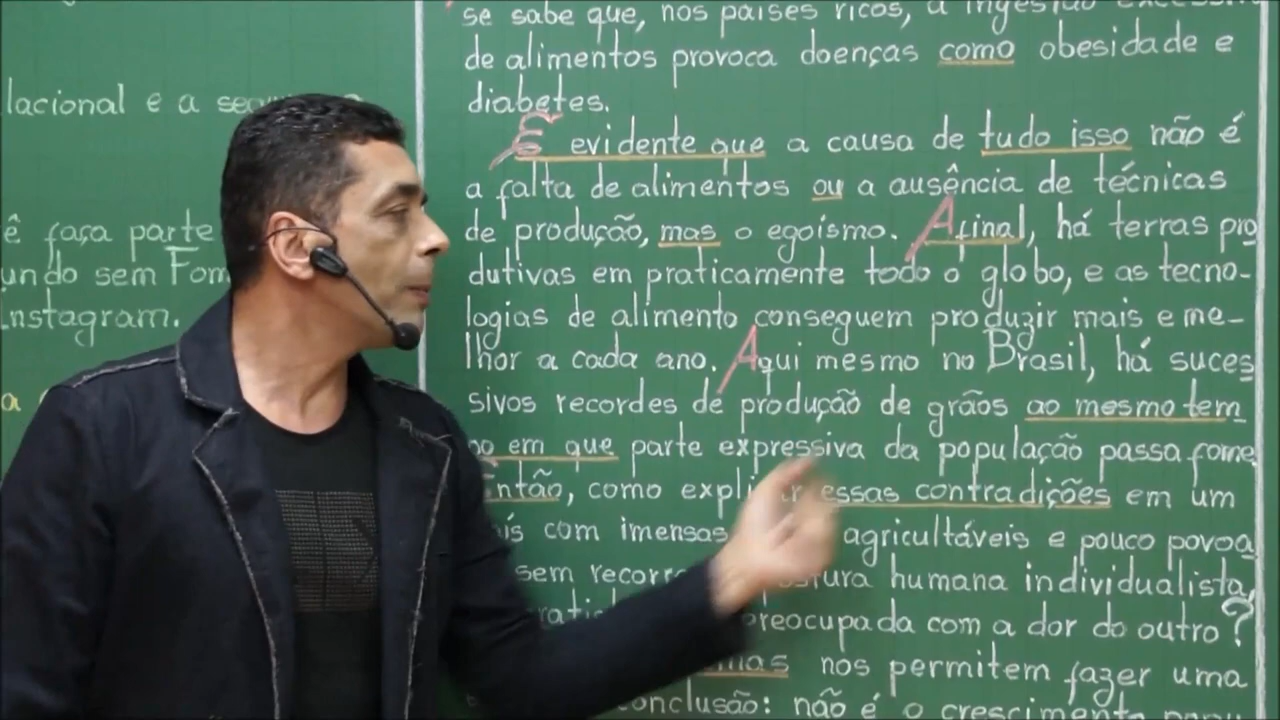 lacional e a
ê faça parte
undo sem Fom
instagram.
a
se sabe que, nos países ricos, a ingestão
de alimentos provoca doenças como obesidade e
diabetes.
É evidente que a causa de tudo isso não é
a falta de alimentos ou a ausência de técnicas
de produção, mas o egoísmo. Afinal, há terras pro
dutivas em praticamente todo o globo, e as tecno-
logias de alimento conseguem produzir mais e me-
lhor a cada ano. Aqui mesmo no Brasil, há suces
sivos recordes de produção de grãos ao mesmo tem
po em que parte expressiva da população passa fome
Então, como explicar essas contradições em um
ís com imensas agricultáveis e pouco povoa
sem recorre stura humana individualista,
preocupada com a dor do outro?
mas nos permitem fazer uma
conclusão: não é o crescimento popu